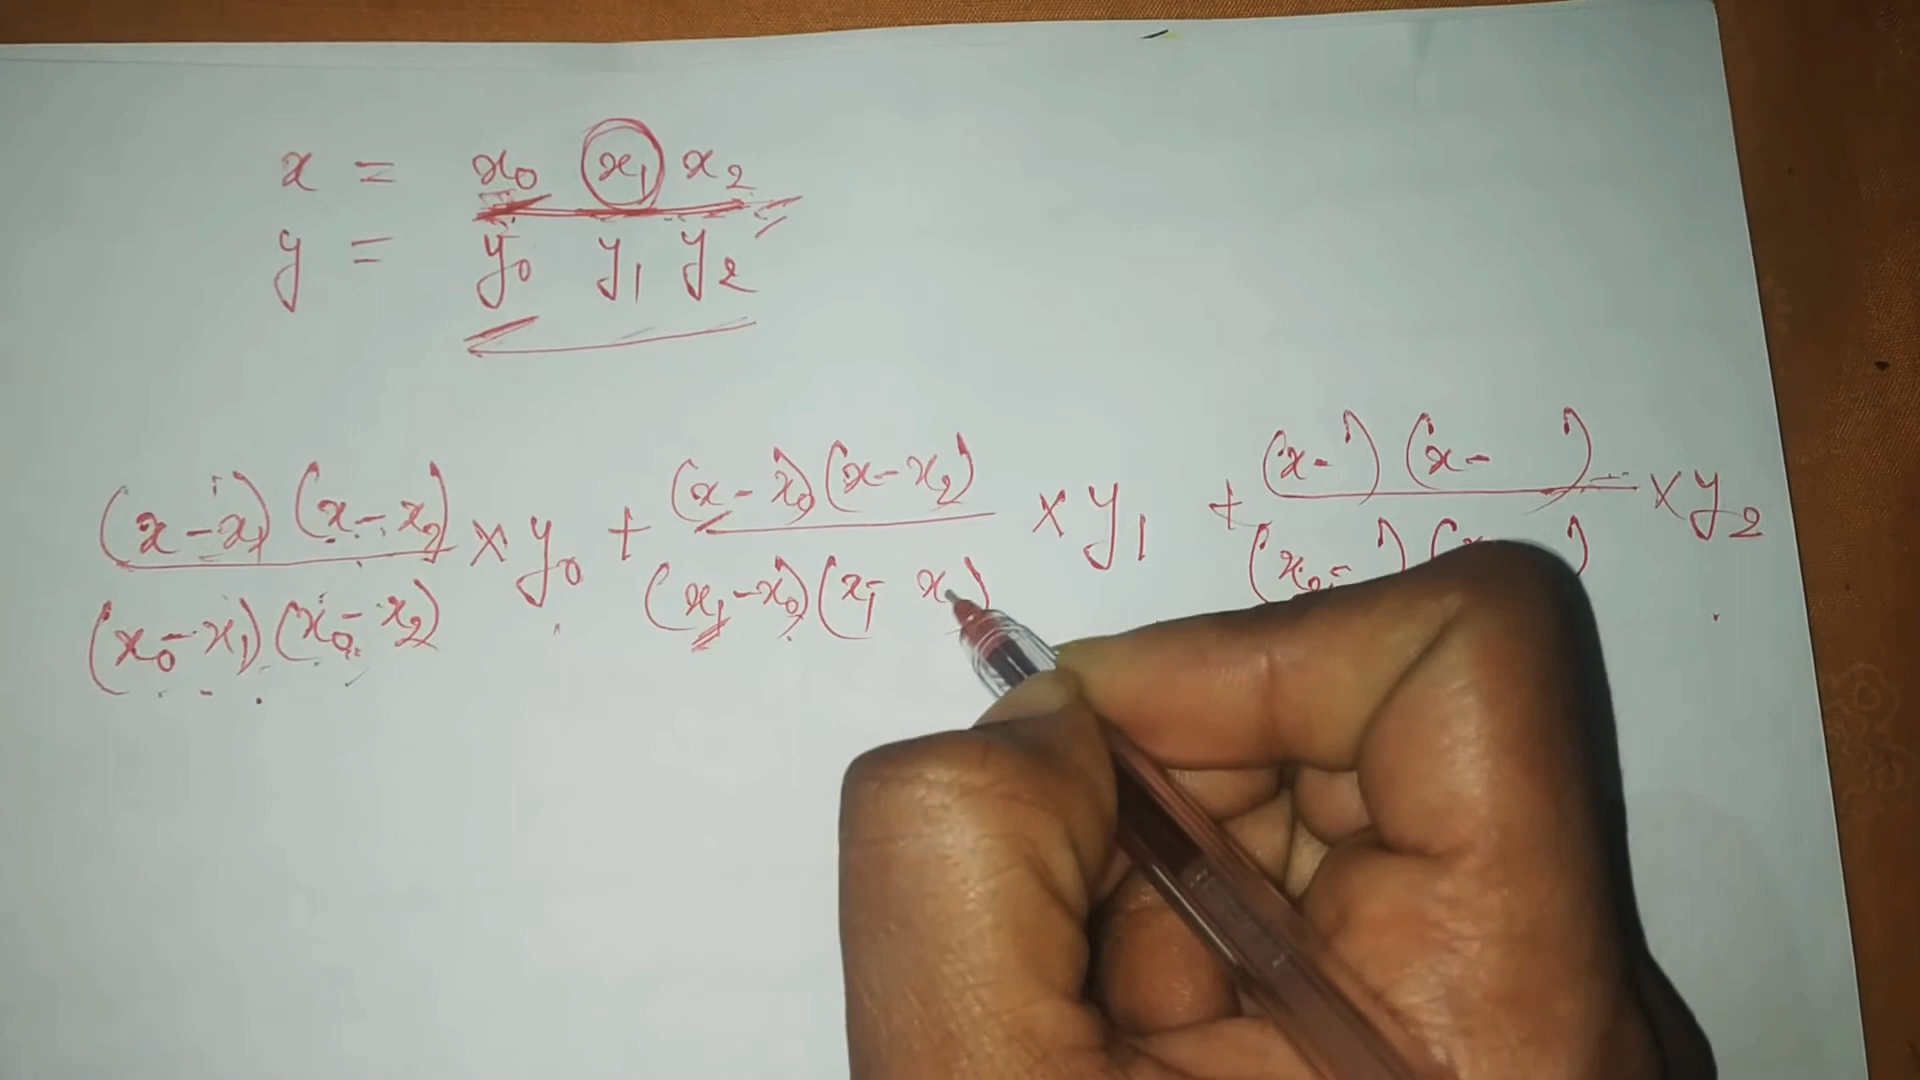 x = x₀ x₁ x₂
y = y₀ y₁ y₂
(x-x₁)(x-x₂) × y₀ + (x-x₀)(x-x₂) × y₁ + (x- )(x- ) × y₂
(x₀-x₁)(x₀-x₂) (x₁-x₀)(x₁- x ) (x₀- )(